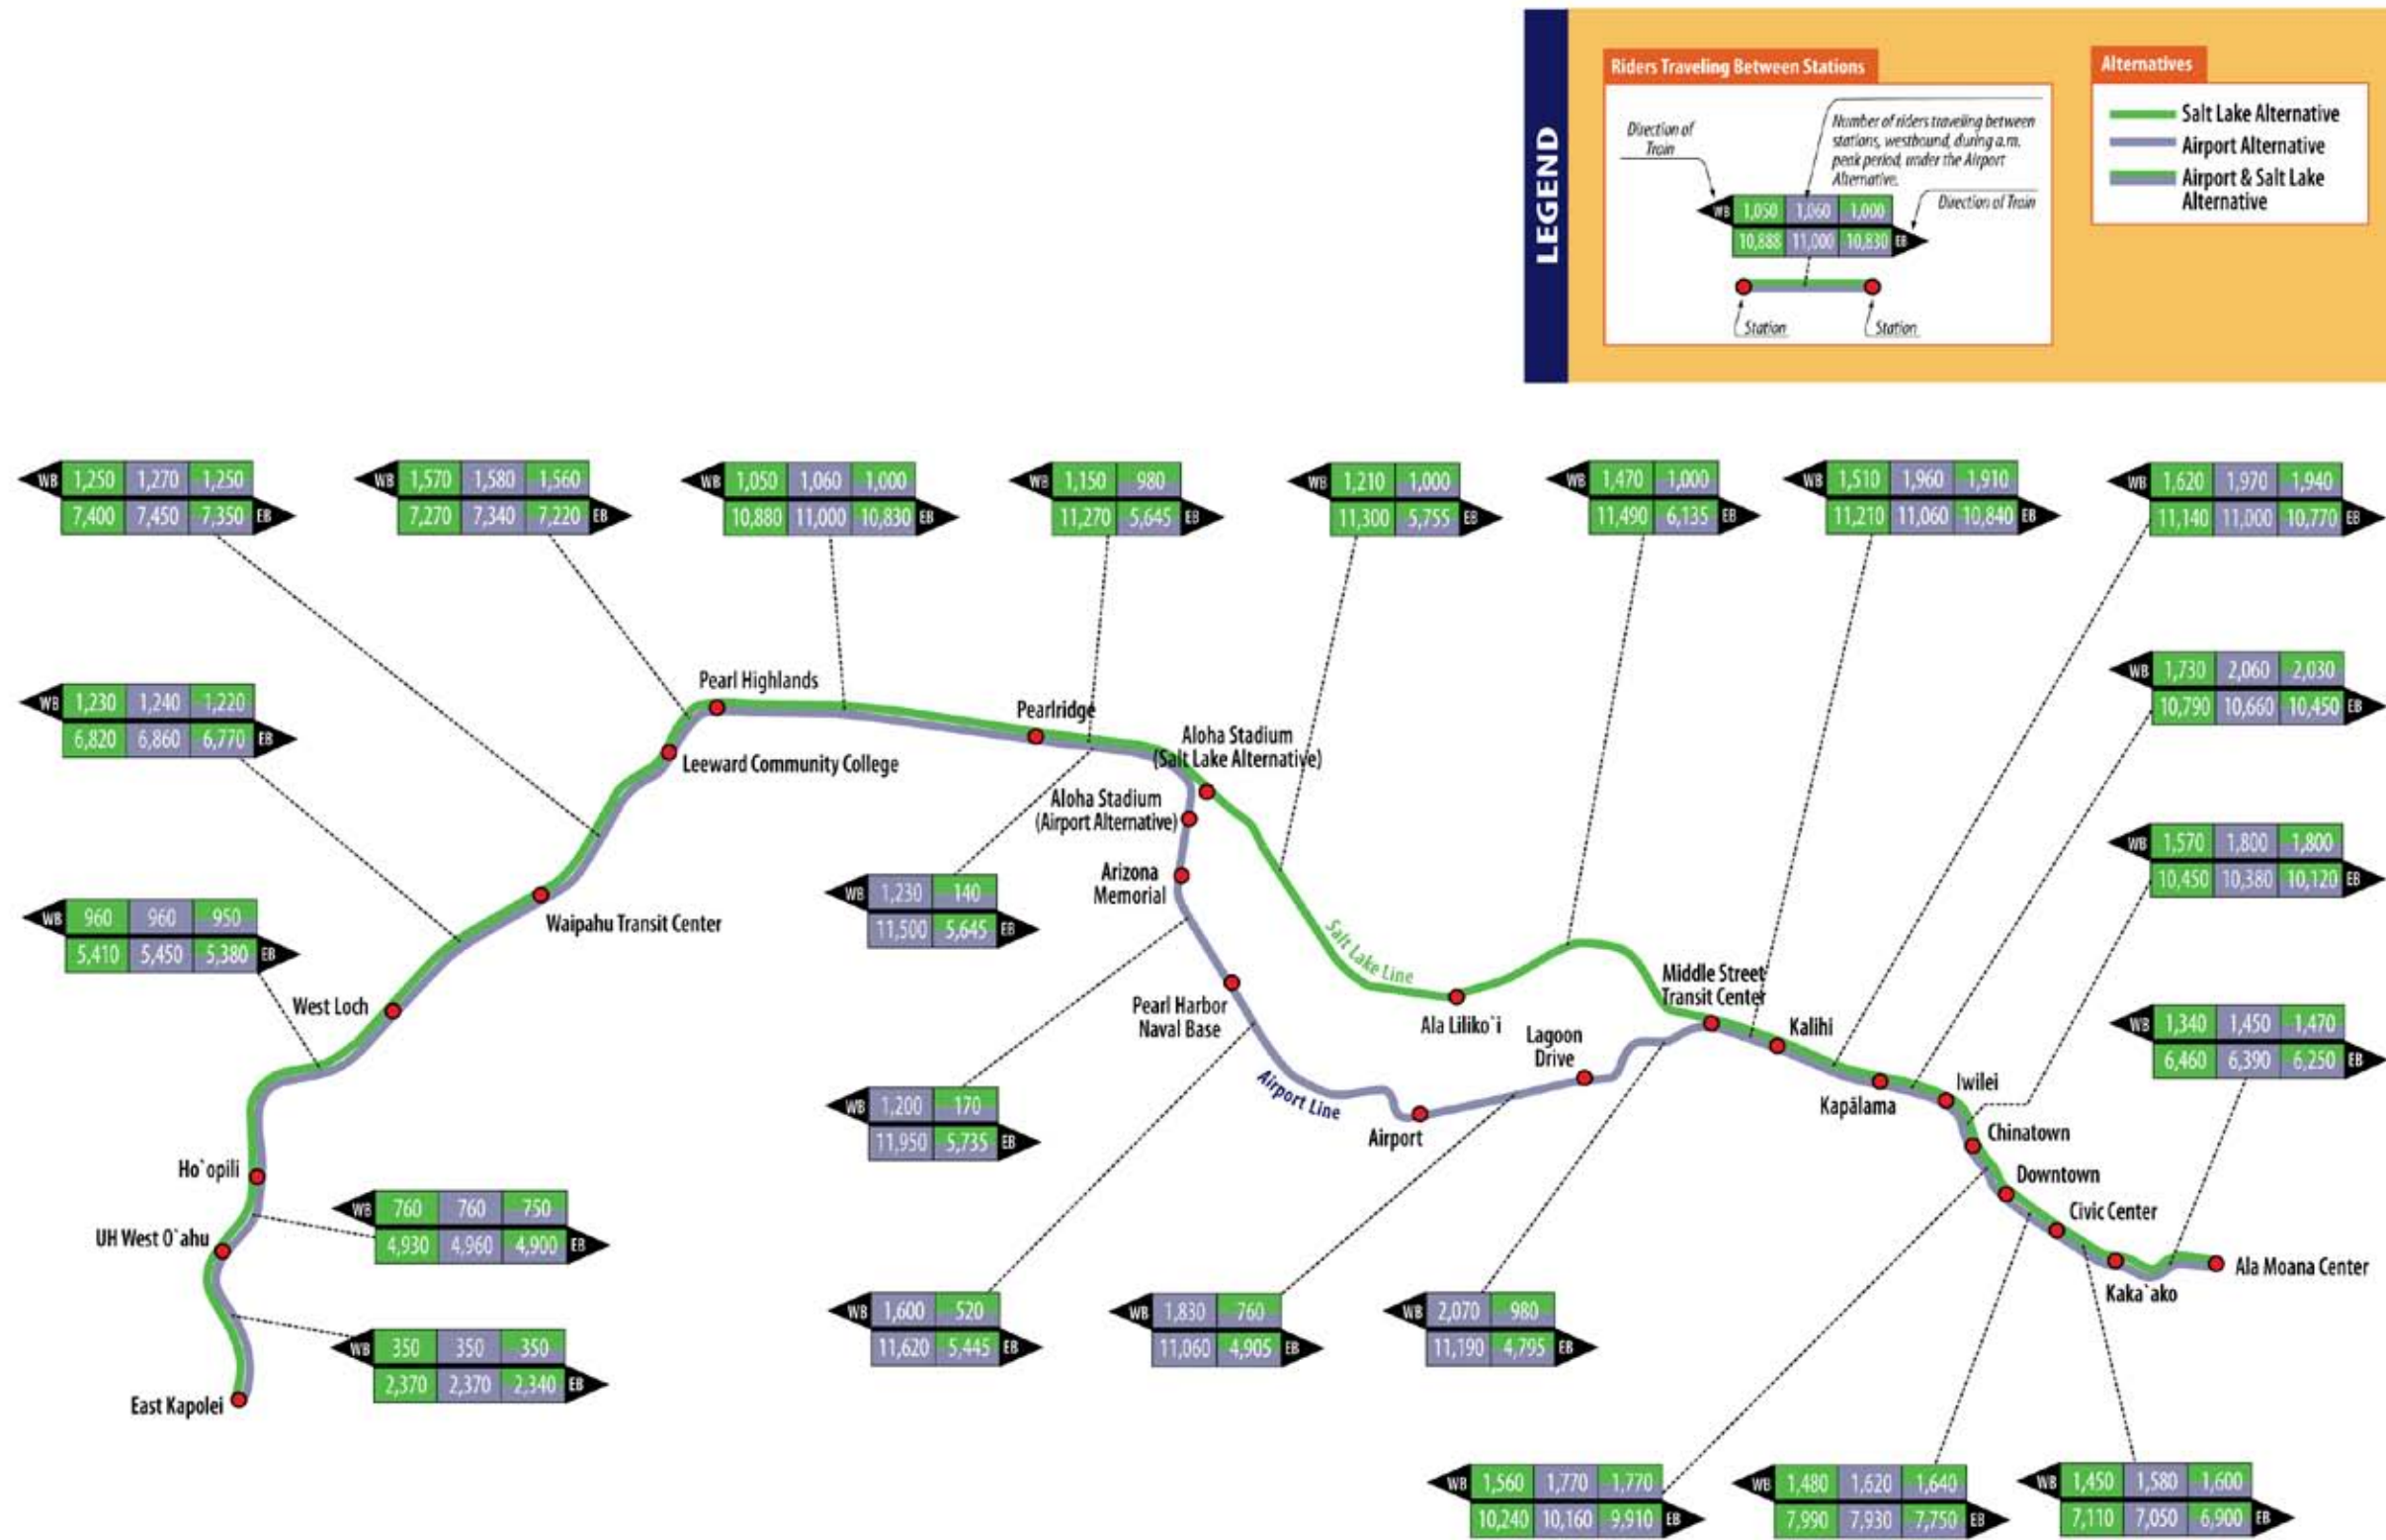 LEGEND
Riders Traveling Between Stations
Direction of
Train
Number of riders traveling between
stations, westbound, during a.m.
peak period, under the Airport
Alternative.
WB 1,050 1,060 1,000
10,888 11,000 10,830 EB
Direction of Train
Station
Station
Alternatives
Salt Lake Alternative
Airport Alternative
Airport & Salt Lake
Alternative
WB 1,250 1,270 1,250
7,400 7,450 7,350 EB
WB 1,570 1,580 1,560
7,270 7,340 7,220 EB
WB 1,050 1,060 1,000
10,880 11,000 10,830 EB
WB 1,150 980
11,270 5,645 EB
WB 1,210 1,000
11,300 5,755 EB
WB 1,470 1,000
11,490 6,135 EB
WB 1,510 1,960 1,910
11,210 11,060 10,840 EB
WB 1,620 1,970 1,940
11,140 11,000 10,770 EB
WB 1,230 1,240 1,220
6,820 6,860 6,770 EB
WB 1,730 2,060 2,030
10,790 10,660 10,450 EB
Pearl Highlands
Pearlridge
Aloha Stadium
(Salt Lake Alternative)
Leeward Community College
Aloha Stadium
(Airport Alternative)
WB 1,570 1,800 1,800
10,450 10,380 10,120 EB
Arizona
Memorial
WB 1,230 140
11,500 5,645 EB
WB 960 960 950
5,410 5,450 5,380 EB
Waipahu Transit Center
Salt Lake Line
West Loch
Pearl Harbor
Naval Base
Ala Liliko`i
Middle Street
Transit Center
Lagoon
Drive
Kalihi
WB 1,340 1,450 1,470
6,460 6,390 6,250 EB
Airport Line
Airport
Kapālama
Iwilei
Chinatown
Downtown
Civic Center
Kaka`ako
Ala Moana Center
WB 1,200 170
11,950 5,735 EB
Ho`opili
WB 760 760 750
4,930 4,960 4,900 EB
UH West O`ahu
WB 350 350 350
2,370 2,370 2,340 EB
East Kapolei
WB 1,600 520
11,620 5,445 EB
WB 1,830 760
11,060 4,905 EB
WB 2,070 980
11,190 4,795 EB
WB 1,560 1,770 1,770
10,240 10,160 9,910 EB
WB 1,480 1,620 1,640
7,990 7,930 7,750 EB
WB 1,450 1,580 1,600
7,110 7,050 6,900 EB